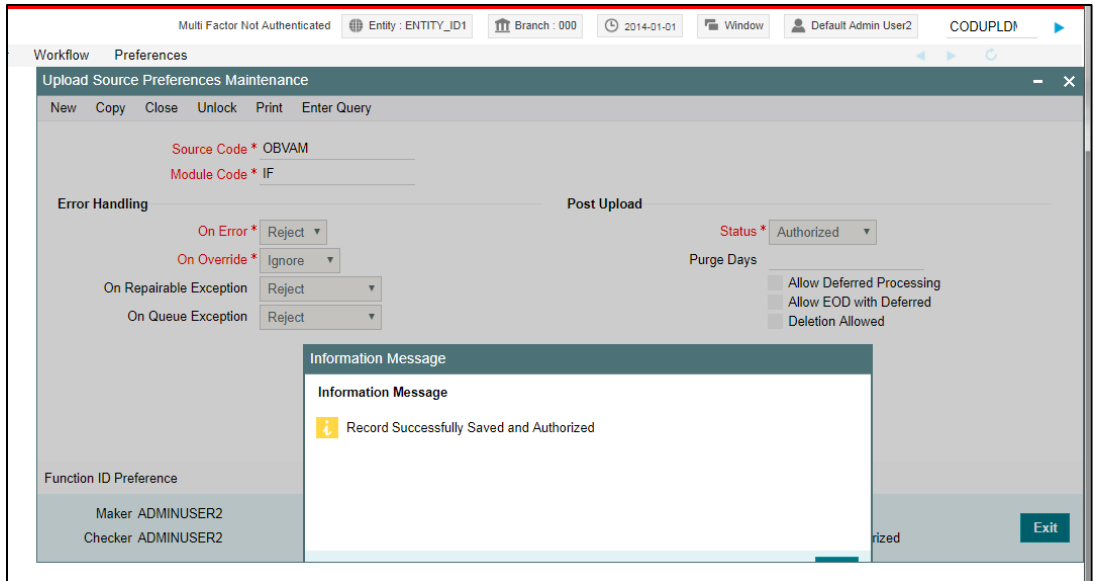 Multi Factor Not Authenticated Entity : ENTITY_ID1 Branch : 000 2014-01-01 Window Default Admin User2
Workflow Preferences
Upload Source Preferences Maintenance
New Copy Close Unlock Print Enter Query
Source Code * OBVAM
Module Code * IF
Error Handling Post Upload
On Error * Reject Status * Authorized
On Override * Ignore Purge Days
On Repairable Exception Reject Allow Deferred Processing
Allow EOD with Deferred
On Queue Exception Reject Deletion Allowed
Information Message
Information Message
Record Successfully Saved and Authorized
Function ID Preference
Maker ADMINUSER2
Checker ADMINUSER2 Exit